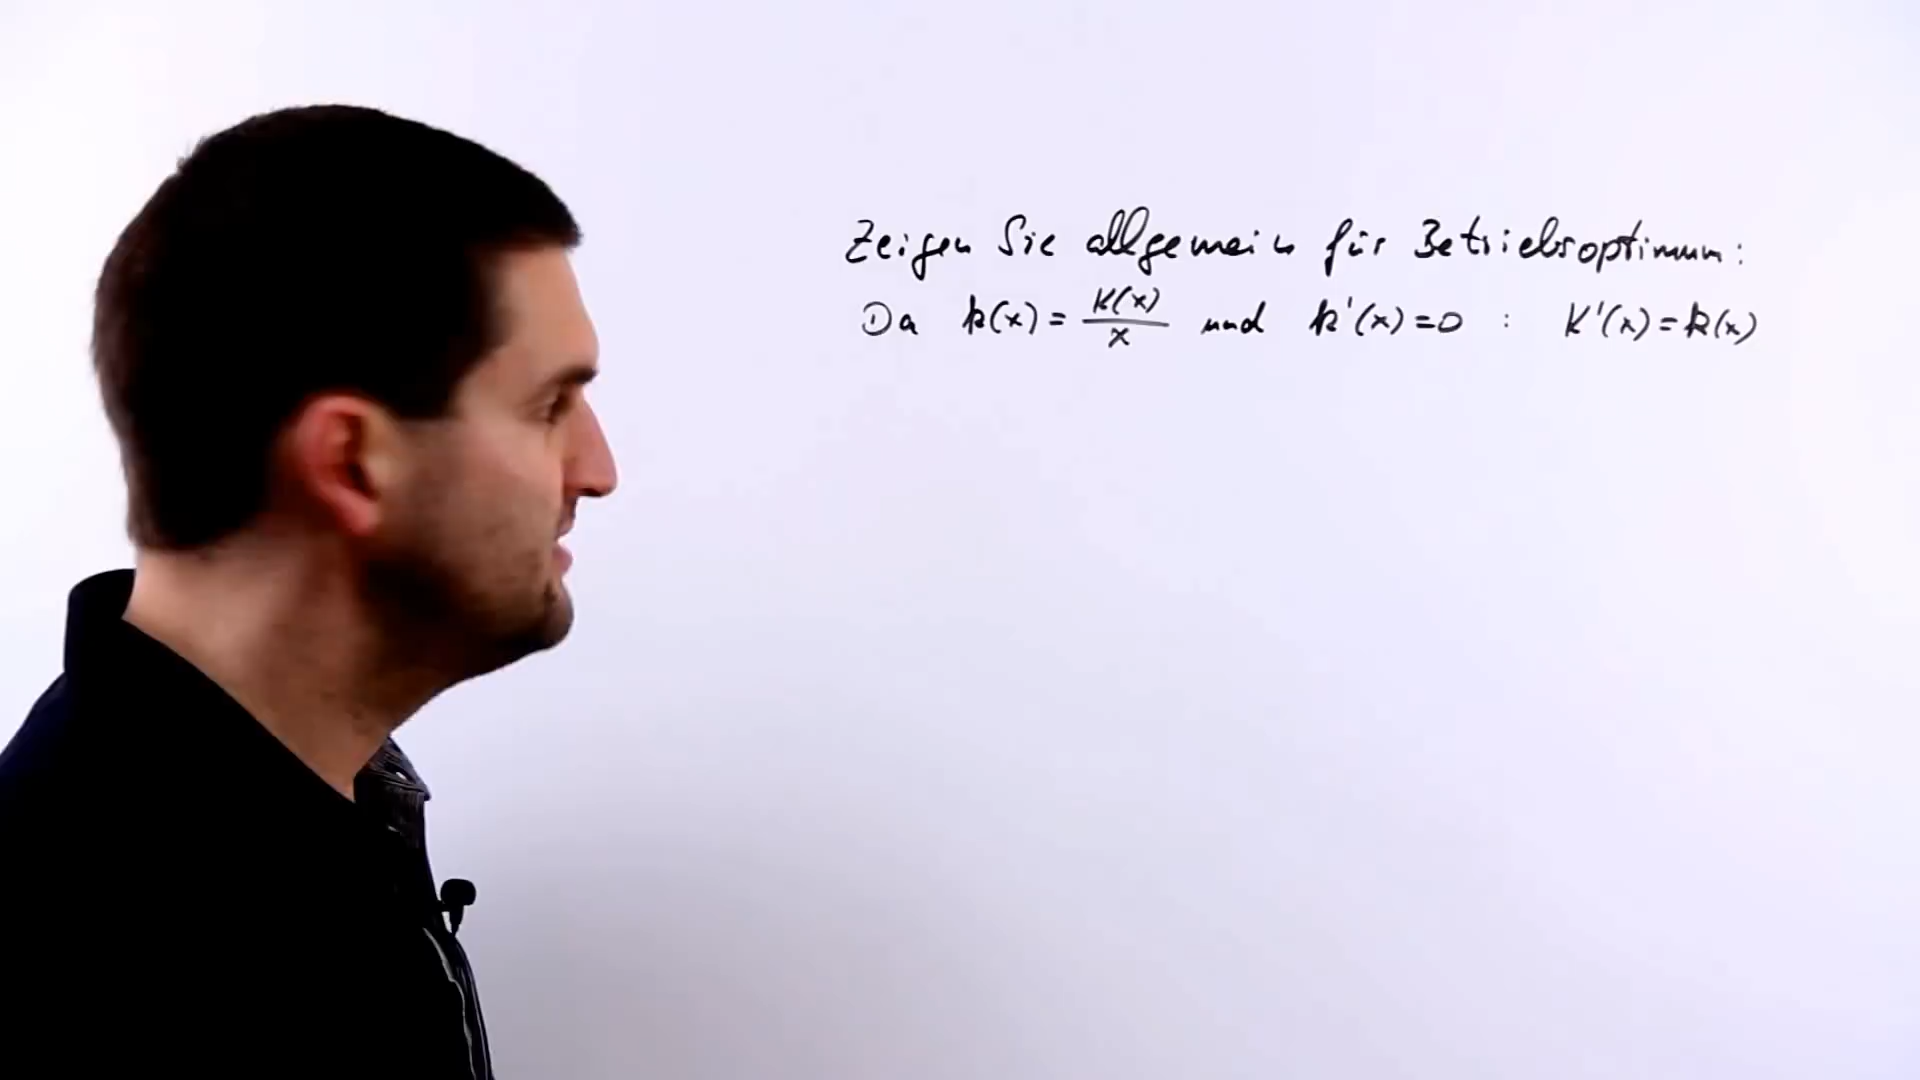 Zeigen Sie allgemein für Betriebsoptimum:
Da k(x) = K(x)/x und k'(x) = 0 : K'(x) = k(x)